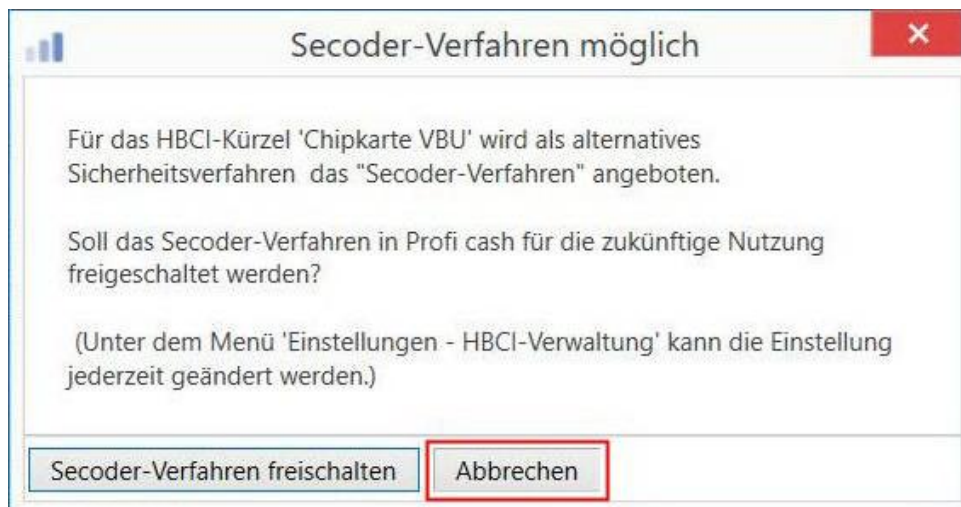 Secoder-Verfahren möglich
Für das HBCI-Kürzel 'Chipkarte VBU' wird als alternatives
Sicherheitsverfahren  das "Secoder-Verfahren" angeboten.
Soll das Secoder-Verfahren in Profi cash für die zukünftige Nutzung
freigeschaltet werden?
(Unter dem Menü 'Einstellungen - HBCI-Verwaltung' kann die Einstellung
jederzeit geändert werden.)
Secoder-Verfahren freischalten
Abbrechen